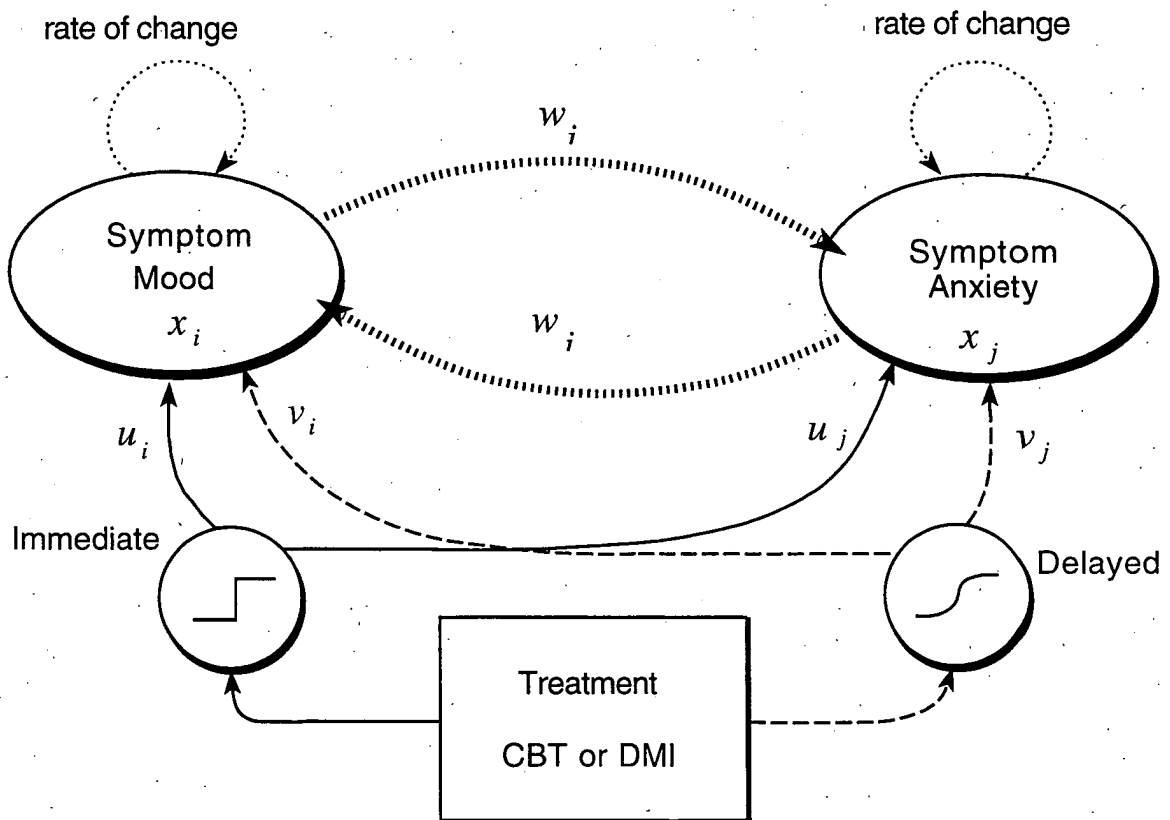 rate of change
rate of change
w i
Symptom
Mood
x i
Symptom
Anxiety
x j
w i
u i
v i
u j
v j
Immediate
Delayed
Treatment
CBT or DMI